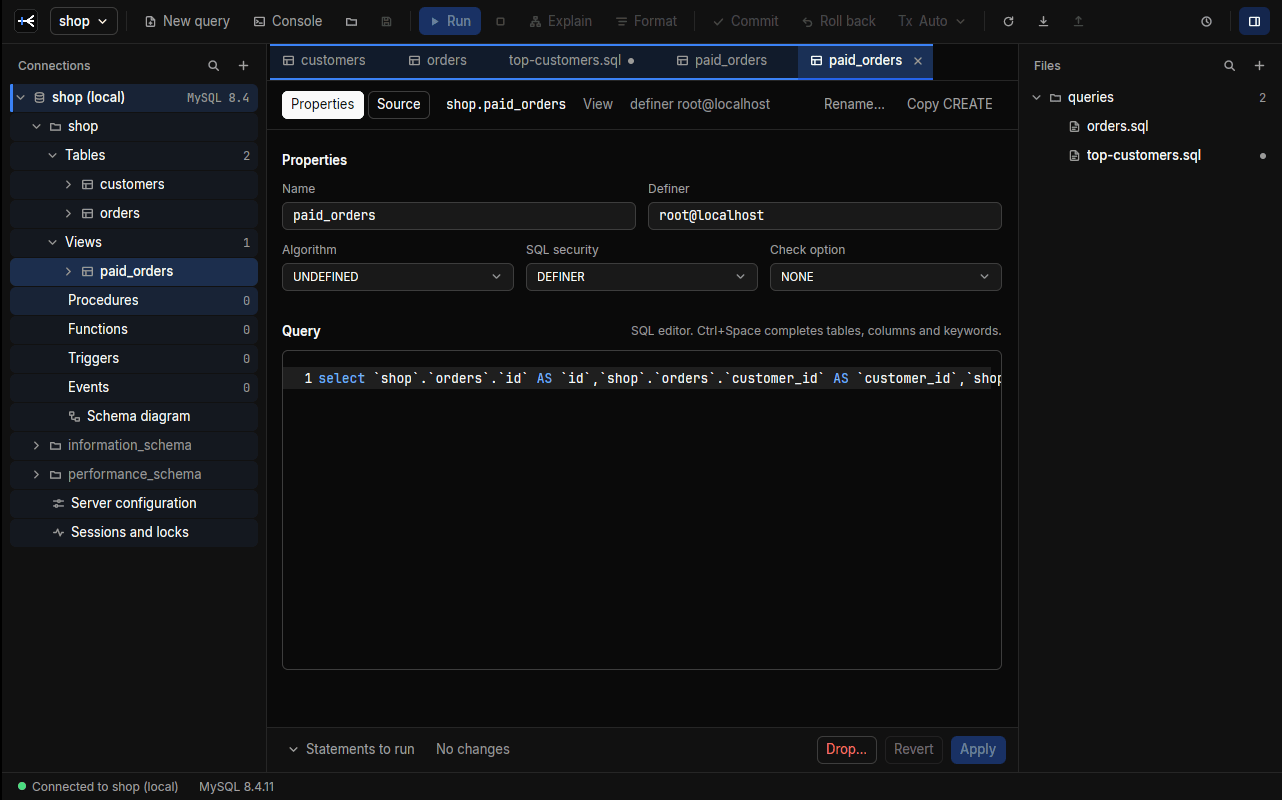 shop
New query
Console
Run
Explain
Format
Commit
Roll back
Tx Auto
Connections
shop (local) MySQL 8.4
shop
Tables 2
customers
orders
Views 1
paid_orders
Procedures 0
Functions 0
Triggers 0
Events 0
Schema diagram
information_schema
performance_schema
Server configuration
Sessions and locks
customers
orders
top-customers.sql
paid_orders
paid_orders
Properties
Source
shop.paid_orders View definer root@localhost
Rename...
Copy CREATE
Properties
Name
paid_orders
Definer
root@localhost
Algorithm
UNDEFINED
SQL security
DEFINER
Check option
NONE
Query
SQL editor. Ctrl+Space completes tables, columns and keywords.
1 select `shop`.`orders`.`id` AS `id`,`shop`.`orders`.`customer_id` AS `customer_id`,`shop
Statements to run
No changes
Drop...
Revert
Apply
Files
queries 2
orders.sql
top-customers.sql
Connected to shop (local)
MySQL 8.4.11